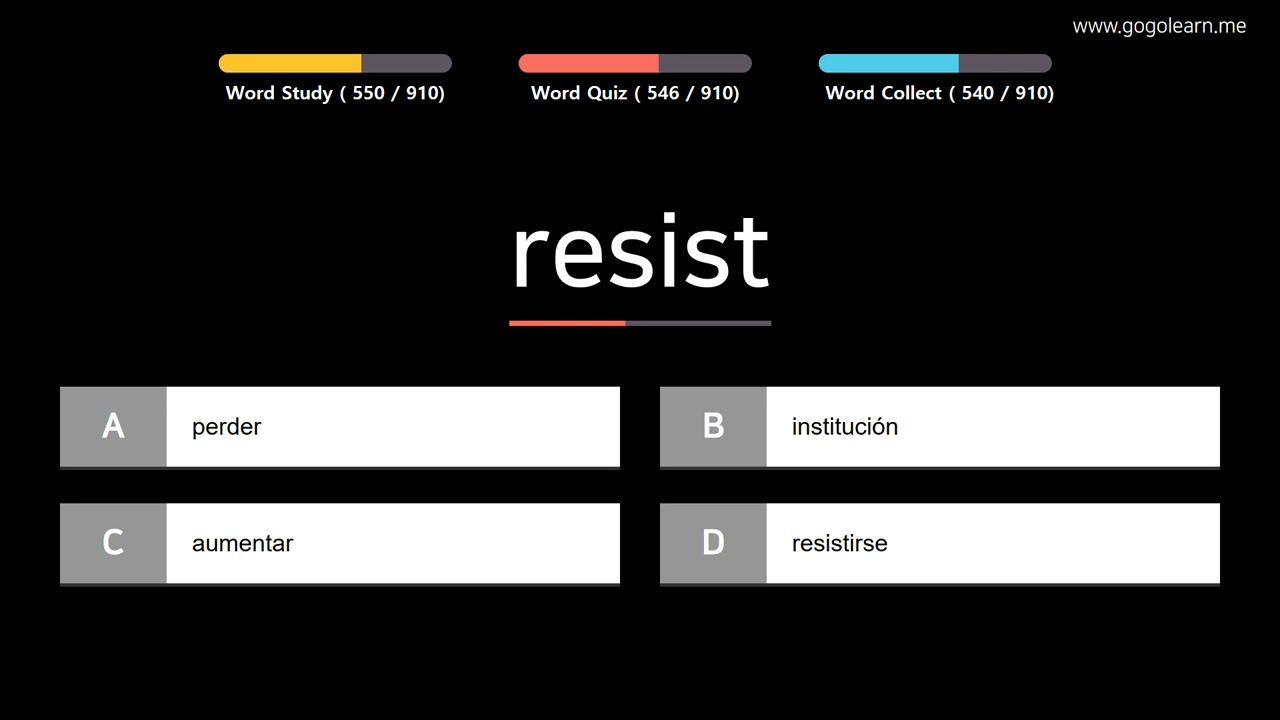 www.gogolearn.me
Word Study ( 550 / 910)
Word Quiz ( 546 / 910)
Word Collect ( 540 / 910)
resist
A
perder
B
institución
C
aumentar
D
resistirse